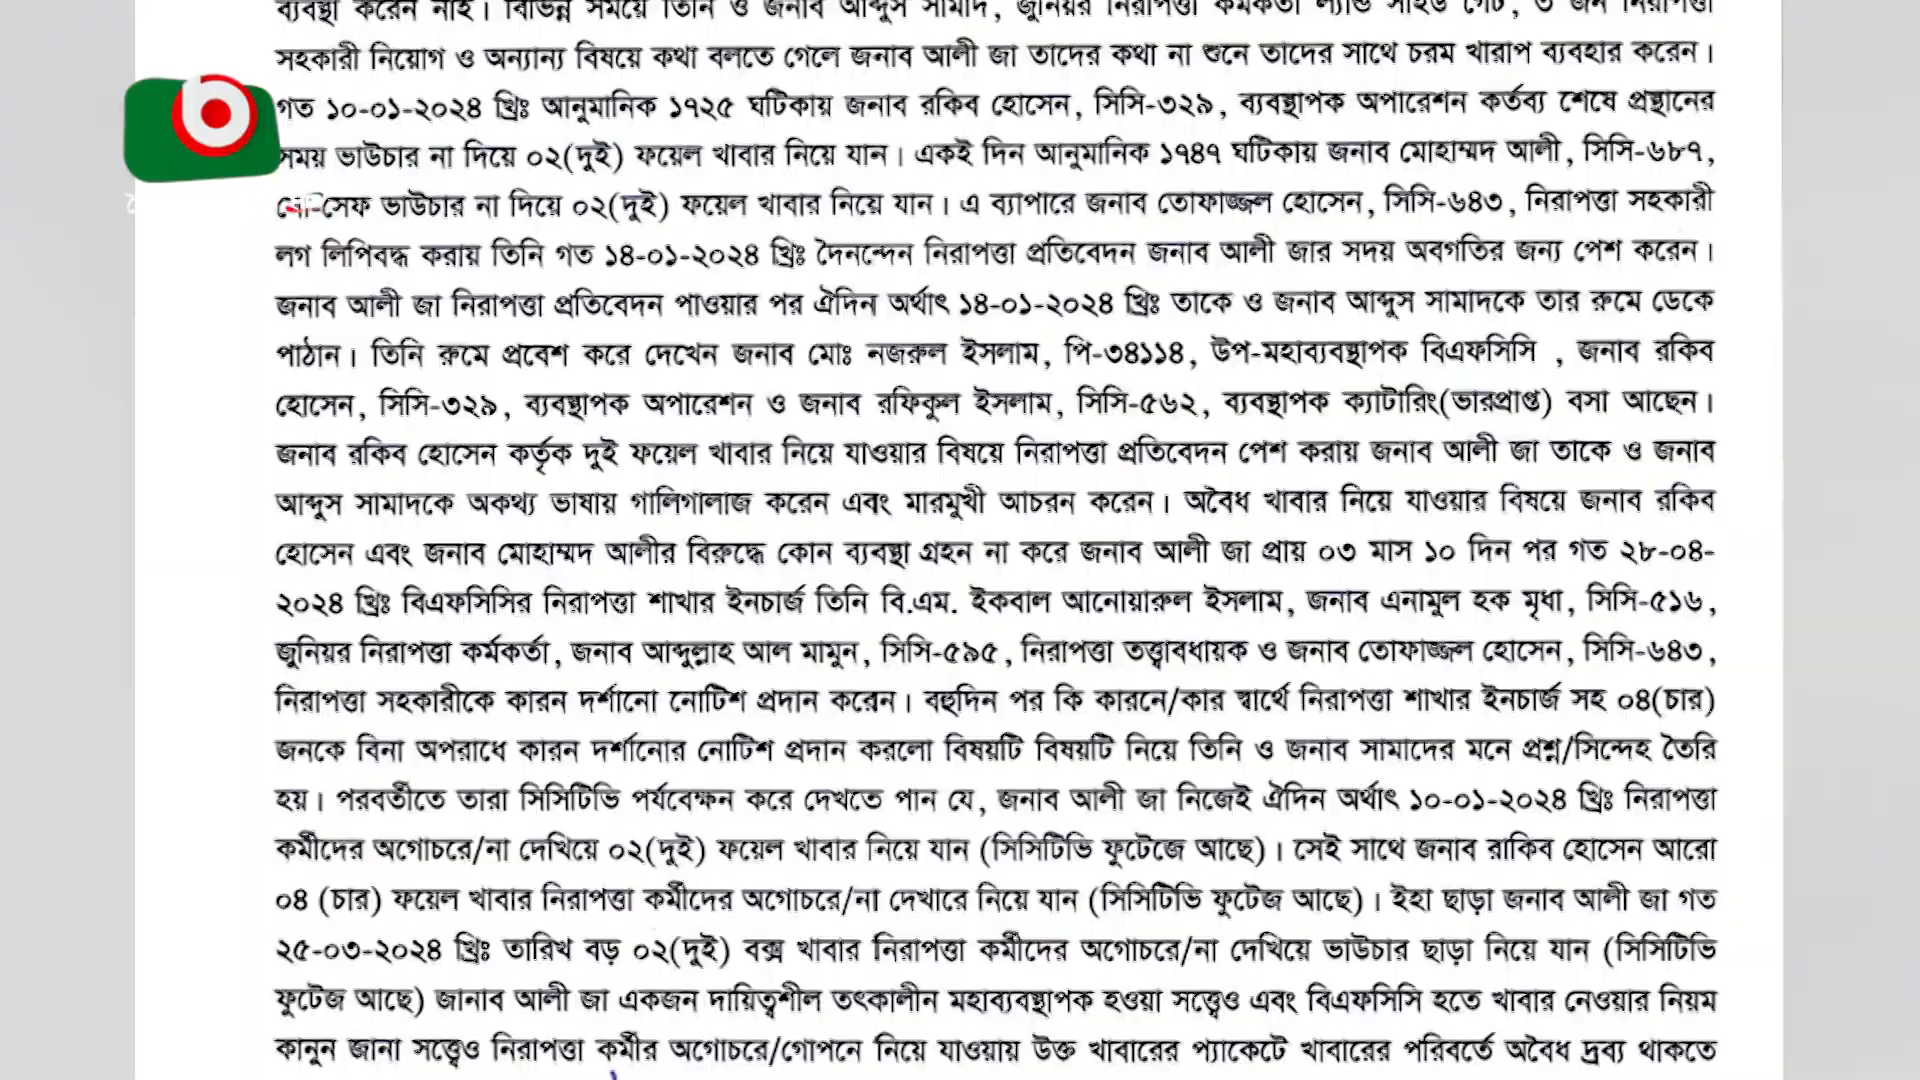 ব্যবস্থা করেন নাই। বিভিন্ন সময়ে তিনি ও জনাব আব্দুস সামাদ, জুনিয়র নিরাপত্তা কর্মকর্তা ল্যান্ড সাইড গেট, ৩ জন নিরাপত্তা
সহকারী নিয়োগ ও অন্যান্য বিষয়ে কথা বলতে গেলে জনাব আলী জা তাদের কথা না শুনে তাদের সাথে চরম খারাপ ব্যবহার করেন।
গত ১০-০১-২০২৪ খ্রিঃ আনুমানিক ১৭২৫ ঘটিকায় জনাব রকিব হোসেন, সিসি-৩২৯, ব্যবস্থাপক অপারেশন কর্তব্য শেষে প্রস্থানের
সময় ভাউচার না দিয়ে ০২(দুই) ফয়েল খাবার নিয়ে যান। একই দিন আনুমানিক ১৭৪৭ ঘটিকায় জনাব মোহাম্মদ আলী, সিসি-৬৮৭,
সো-সেফ ভাউচার না দিয়ে ০২(দুই) ফয়েল খাবার নিয়ে যান। এ ব্যাপারে জনাব তোফাজ্জল হোসেন, সিসি-৬৪৩, নিরাপত্তা সহকারী
লগ লিপিবদ্ধ করায় তিনি গত ১৪-০১-২০২৪ খ্রিঃ দৈনন্দেন নিরাপত্তা প্রতিবেদন জনাব আলী জার সদয় অবগতির জন্য পেশ করেন।
জনাব আলী জা নিরাপত্তা প্রতিবেদন পাওয়ার পর ঐদিন অর্থাৎ ১৪-০১-২০২৪ খ্রিঃ তাকে ও জনাব আব্দুস সামাদকে তার রুমে ডেকে
পাঠান। তিনি রুমে প্রবেশ করে দেখেন জনাব মোঃ নজরুল ইসলাম, পি-৩৪১১৪, উপ-মহাব্যবস্থাপক বিএফসিসি , জনাব রকিব
হোসেন, সিসি-৩২৯, ব্যবস্থাপক অপারেশন ও জনাব রফিকুল ইসলাম, সিসি-৫৬২, ব্যবস্থাপক ক্যাটারিং(ভারপ্রাপ্ত) বসা আছেন।
জনাব রকিব হোসেন কর্তৃক দুই ফয়েল খাবার নিয়ে যাওয়ার বিষয়ে নিরাপত্তা প্রতিবেদন পেশ করায় জনাব আলী জা তাকে ও জনাব
আব্দুস সামাদকে অকথ্য ভাষায় গালিগালাজ করেন এবং মারমুখী আচরন করেন। অবৈধ খাবার নিয়ে যাওয়ার বিষয়ে জনাব রকিব
হোসেন এবং জনাব মোহাম্মদ আলীর বিরুদ্ধে কোন ব্যবস্থা গ্রহন না করে জনাব আলী জা প্রায় ০৩ মাস ১০ দিন পর গত ২৮-০৪-
২০২৪ খ্রিঃ বিএফসিসির নিরাপত্তা শাখার ইনচার্জ তিনি বি.এম. ইকবাল আনোয়ারুল ইসলাম, জনাব এনামুল হক মৃধা, সিসি-৫১৬,
জুনিয়র নিরাপত্তা কর্মকর্তা, জনাব আব্দুল্লাহ আল মামুন, সিসি-৫৯৫, নিরাপত্তা তত্ত্বাবধায়ক ও জনাব তোফাজ্জল হোসেন, সিসি-৬৪৩,
নিরাপত্তা সহকারীকে কারন দর্শানো নোটিশ প্রদান করেন। বহুদিন পর কি কারনে/কার স্বার্থে নিরাপত্তা শাখার ইনচার্জ সহ ০৪(চার)
জনকে বিনা অপরাধে কারন দর্শানোর নোটিশ প্রদান করলো বিষয়টি বিষয়টি নিয়ে তিনি ও জনাব সামাদের মনে প্রশ্ন/সিন্দেহ তৈরি
হয়। পরবর্তীতে তারা সিসিটিভি পর্যবেক্ষন করে দেখতে পান যে, জনাব আলী জা নিজেই ঐদিন অর্থাৎ ১০-০১-২০২৪ খ্রিঃ নিরাপত্তা
কর্মীদের অগোচরে/না দেখিয়ে ০২(দুই) ফয়েল খাবার নিয়ে যান (সিসিটিভি ফুটেজে আছে)। সেই সাথে জনাব রাকিব হোসেন আরো
০৪ (চার) ফয়েল খাবার নিরাপত্তা কর্মীদের অগোচরে/না দেখারে নিয়ে যান (সিসিটিভি ফুটেজ আছে)। ইহা ছাড়া জনাব আলী জা গত
২৫-০৩-২০২৪ খ্রিঃ তারিখ বড় ০২(দুই) বক্স খাবার নিরাপত্তা কর্মীদের অগোচরে/না দেখিয়ে ভাউচার ছাড়া নিয়ে যান (সিসিটিভি
ফুটেজ আছে) জানাব আলী জা একজন দায়িত্বশীল তৎকালীন মহাব্যবস্থাপক হওয়া সত্ত্বেও এবং বিএফসিসি হতে খাবার নেওয়ার নিয়ম
কানুন জানা সত্ত্বেও নিরাপত্তা কর্মীর অগোচরে/গোপনে নিয়ে যাওয়ায় উক্ত খাবারের প্যাকেটে খাবারের পরিবর্তে অবৈধ দ্রব্য থাকতে